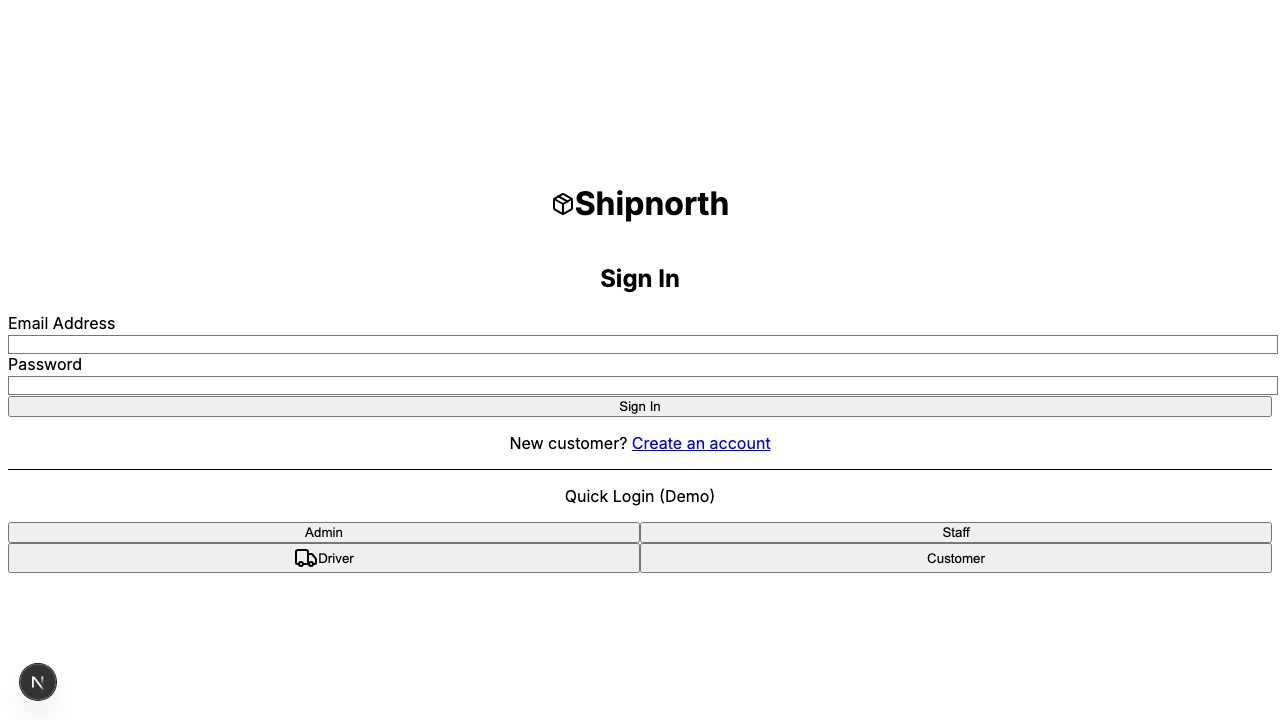 Shipnorth
Sign In
Email Address
Password
Sign In
New customer? Create an account
Quick Login (Demo)
Admin
Staff
Driver
Customer
N